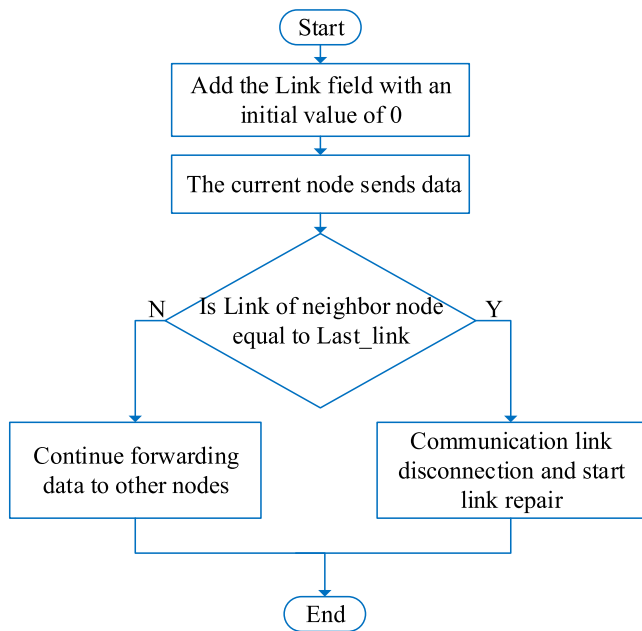 Start
Add the Link field with an
initial value of 0
The current node sends data
N
Is Link of neighbor node
equal to Last_link
Y
Continue forwarding
data to other nodes
Communication link
disconnection and start
link repair
End